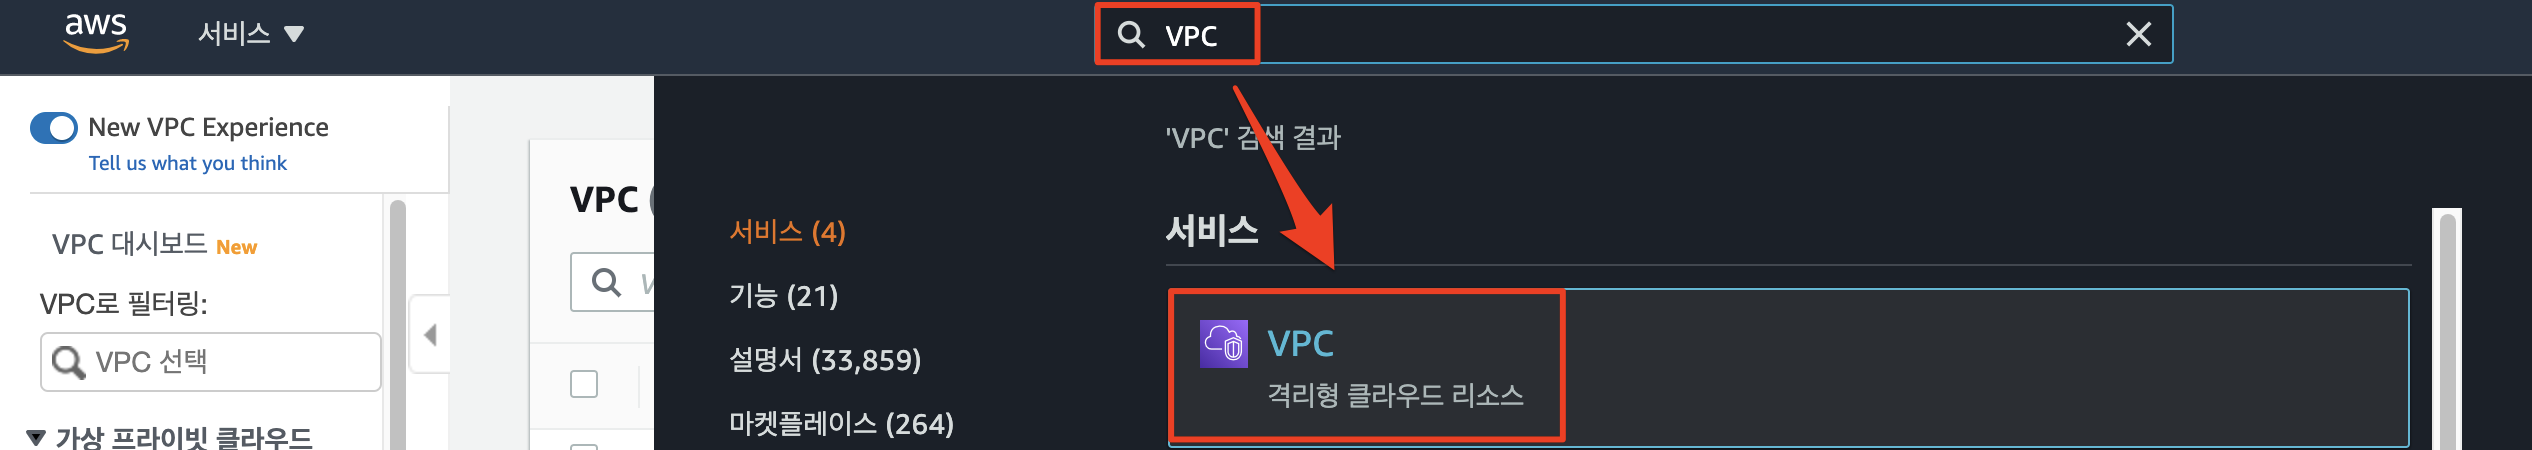 aws 서비스 ▼
VPC
New VPC Experience
Tell us what you think
VPC 대시보드 New
VPC로 필터링:
VPC 선택
가상 프라이빗 클라우드
VPC (
V
'VPC' 검색 결과
서비스 (4)
기능 (21)
설명서 (33,859)
마켓플레이스 (264)
서비스
VPC
격리형 클라우드 리소스